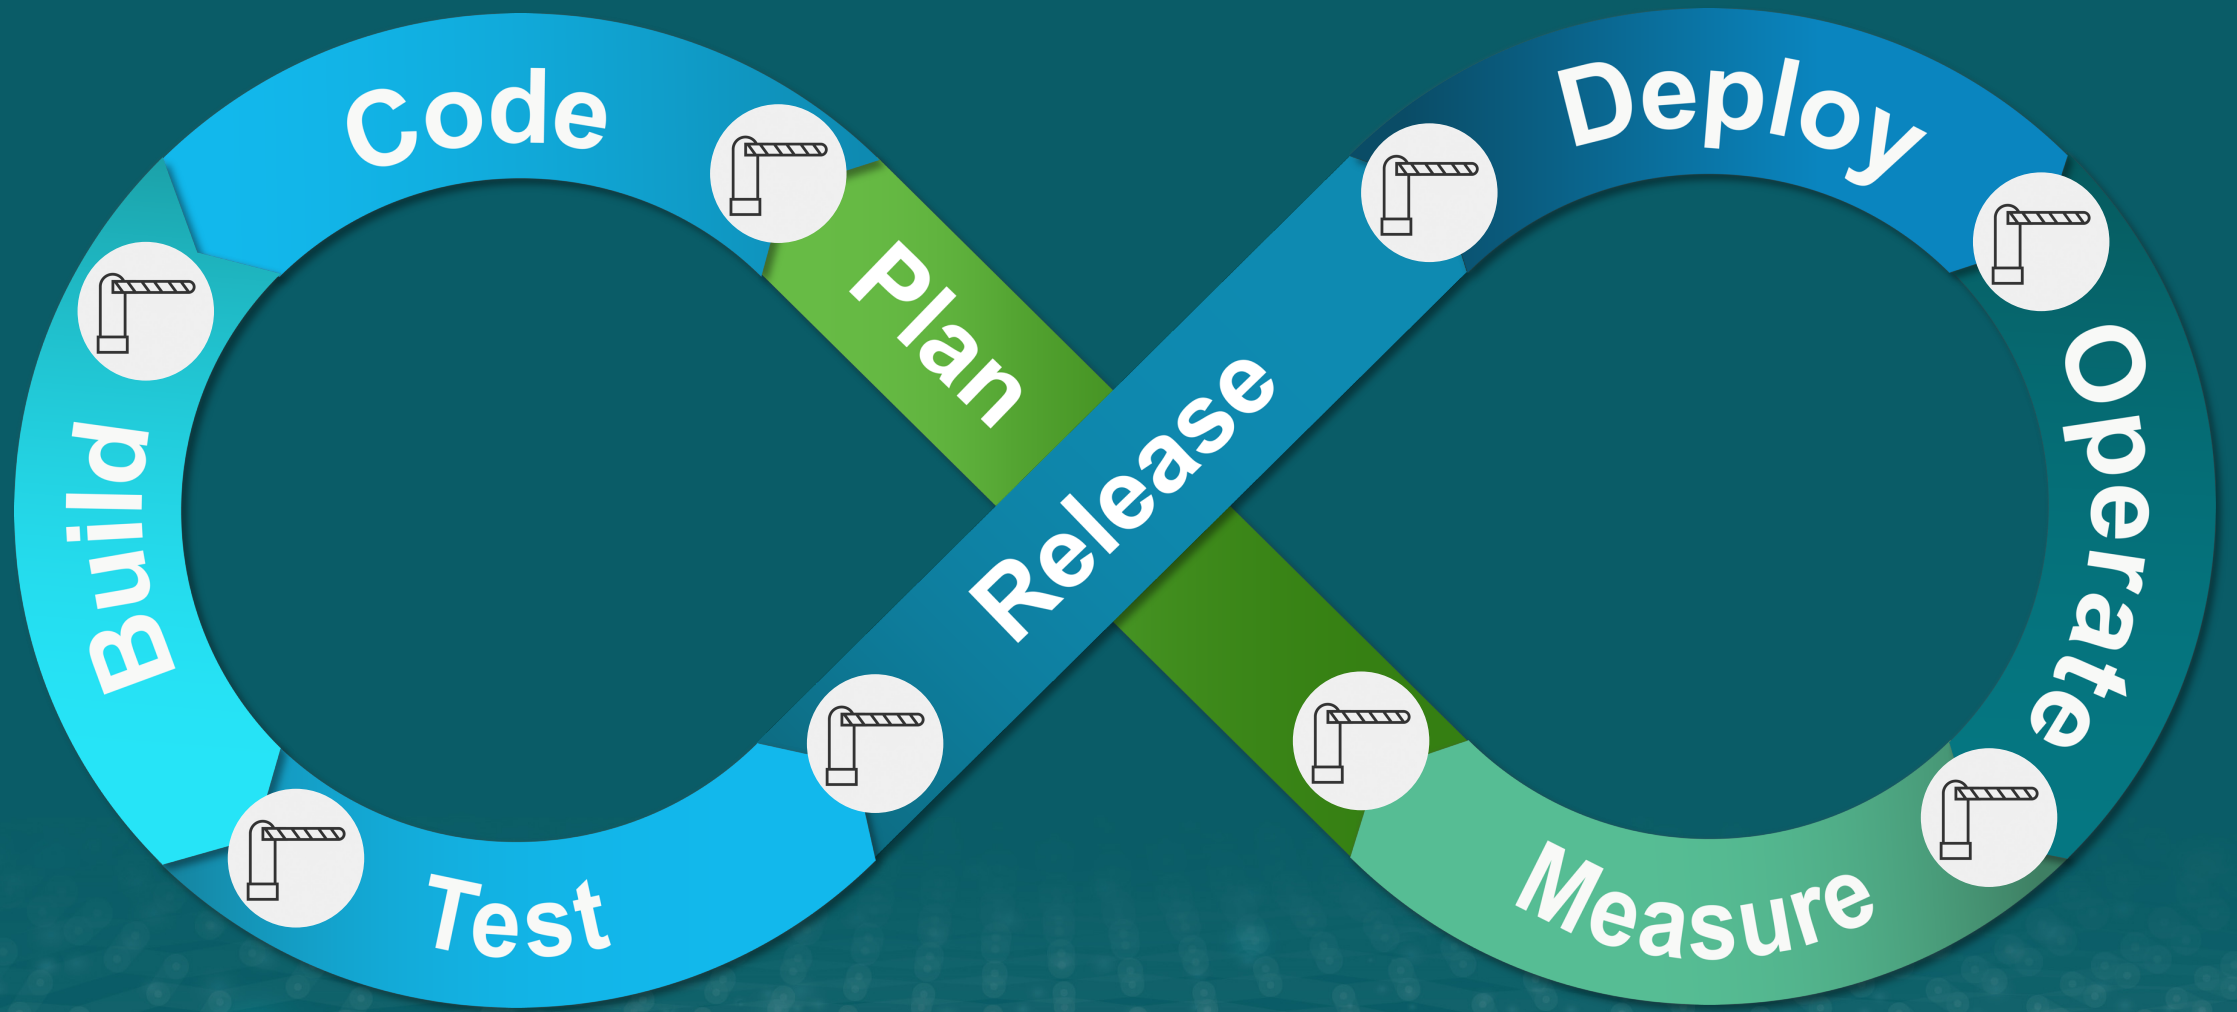 Code
Deploy
Plan
Operate
Release
Build
Test
Measure